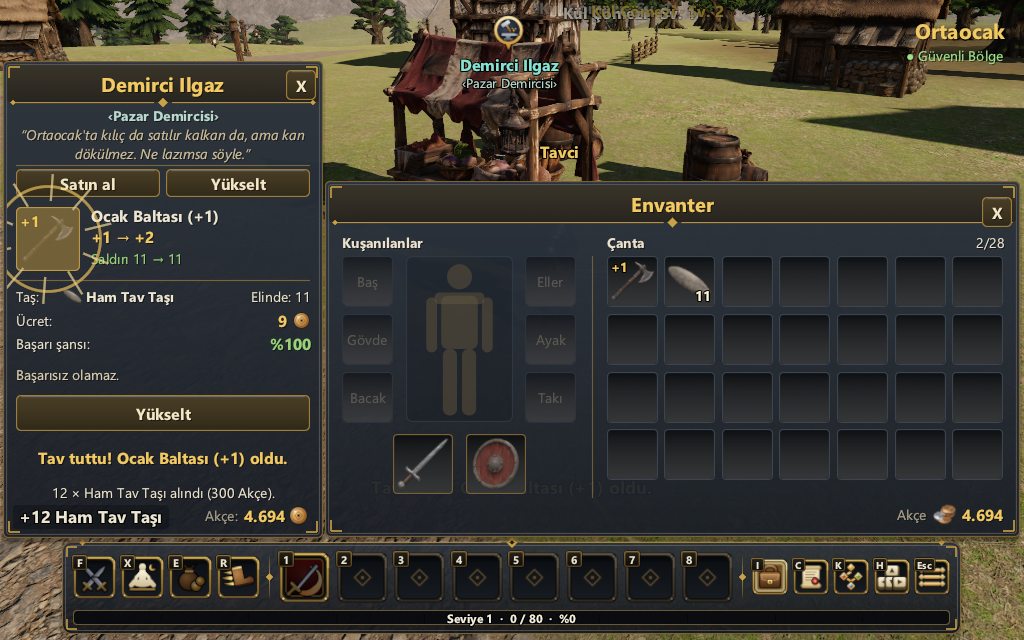 Lv. 2
Ortaocak
Güvenli Bölge
Demirci Ilgaz
‹Pazar Demircisi›
Tavci
Demirci Ilgaz
X
‹Pazar Demircisi›
"Ortaocak'ta kılıç da satılır kalkan da, ama kan
dökülmez. Ne lazımsa söyle."
Satın al
Yükselt
+1
Ocak Baltası (+1)
+1 → +2
Saldırı 11 → 11
Taş:
Ham Tav Taşı
Elinde: 11
Ücret:
9
Başarı şansı:
%100
Başarısız olamaz.
Yükselt
Tav tuttu! Ocak Baltası (+1) oldu.
12 × Ham Tav Taşı alındı (300 Akçe).
+12 Ham Tav Taşı
Akçe: 4.694
Envanter
X
Kuşanılanlar
Çanta
2/28
Baş
Eller
Gövde
Ayak
Bacak
Takı
+1
11
Akçe
4.694
F
X
E
R
1
2
3
4
5
6
7
8
I
C
K
H
Esc
Seviye 1 · 0 / 80 · %0